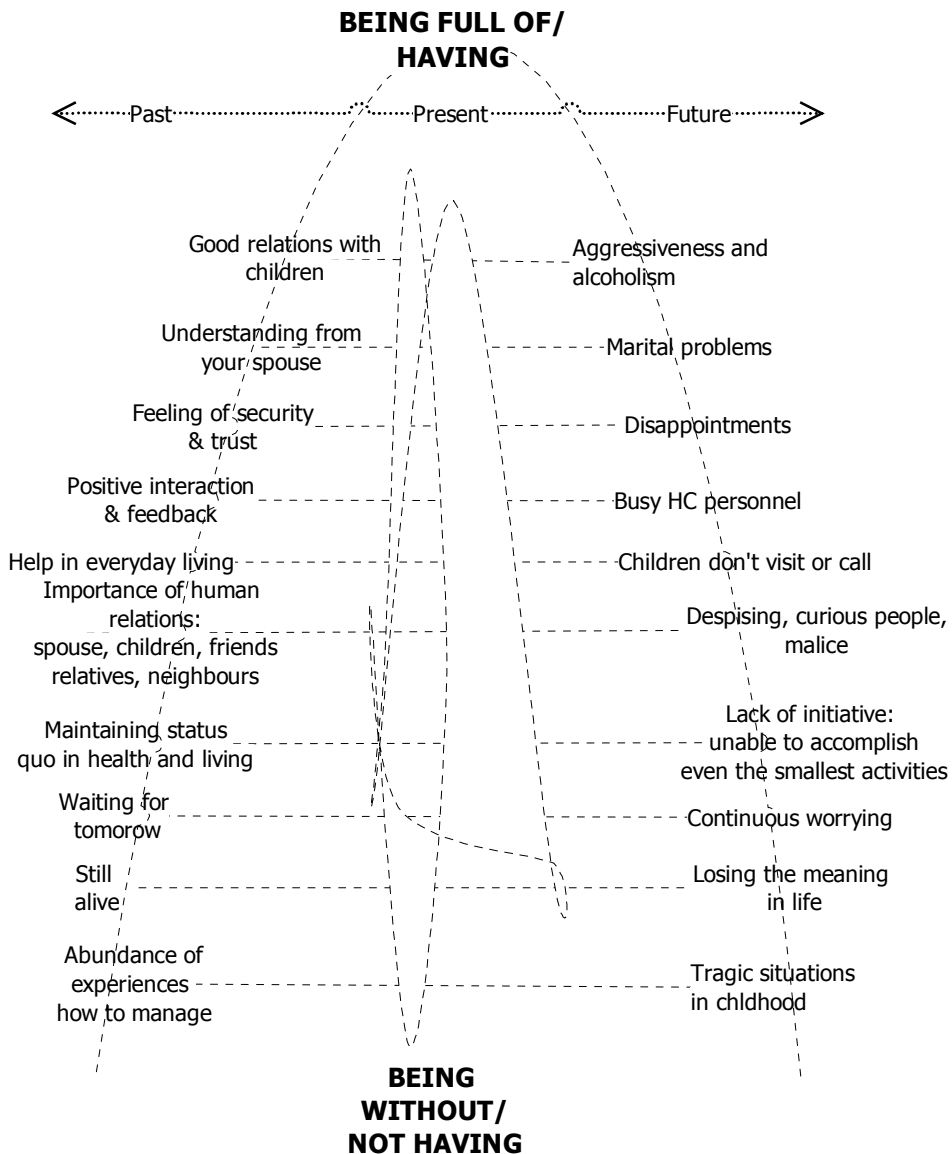 BEING FULL OF/
HAVING
Past
Present
Future
Good relations with
children
Aggressiveness and
alcoholism
Understanding from
your spouse
Marital problems
Feeling of security
& trust
Disappointments
Positive interaction
& feedback
Busy HC personnel
Help in everyday living
Children don't visit or call
Importance of human
relations:
spouse, children, friends
relatives, neighbours
Despising, curious people,
malice
Maintaining status
quo in health and living
Lack of initiative:
unable to accomplish
even the smallest activities
Waiting for
tomorow
Continuous worrying
Still
alive
Losing the meaning
in life
Abundance of
experiences
how to manage
Tragic situations
in chldhood
BEING
WITHOUT/
NOT HAVING